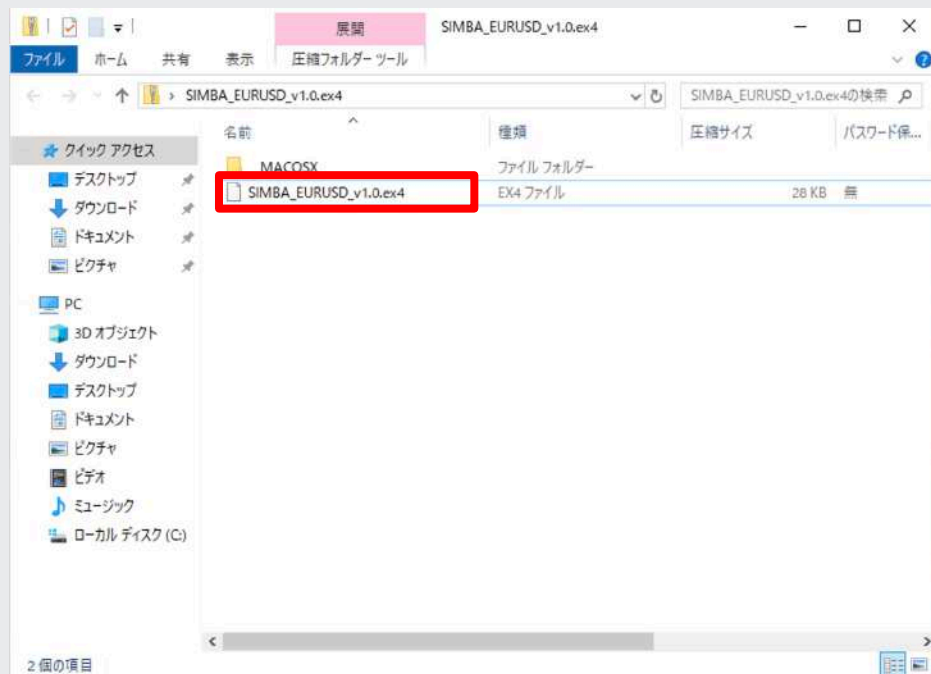 展開
SIMBA_EURUSD_v1.0.ex4
ファイル ホーム 共有 表示 圧縮フォルダー ツール
SIMBA_EURUSD_v1.0.ex4
SIMBA_EURUSD_v1.0.ex4の検索
名前 種類 圧縮サイズ パスワード保...
クイック アクセス
デスクトップ
ダウンロード
ドキュメント
ピクチャ
PC
3D オブジェクト
ダウンロード
デスクトップ
ドキュメント
ピクチャ
ビデオ
ミュージック
ローカル ディスク (C:)
MACOSX ファイル フォルダー
SIMBA_EURUSD_v1.0.ex4 EX4 ファイル 28 KB 無
2 個の項目